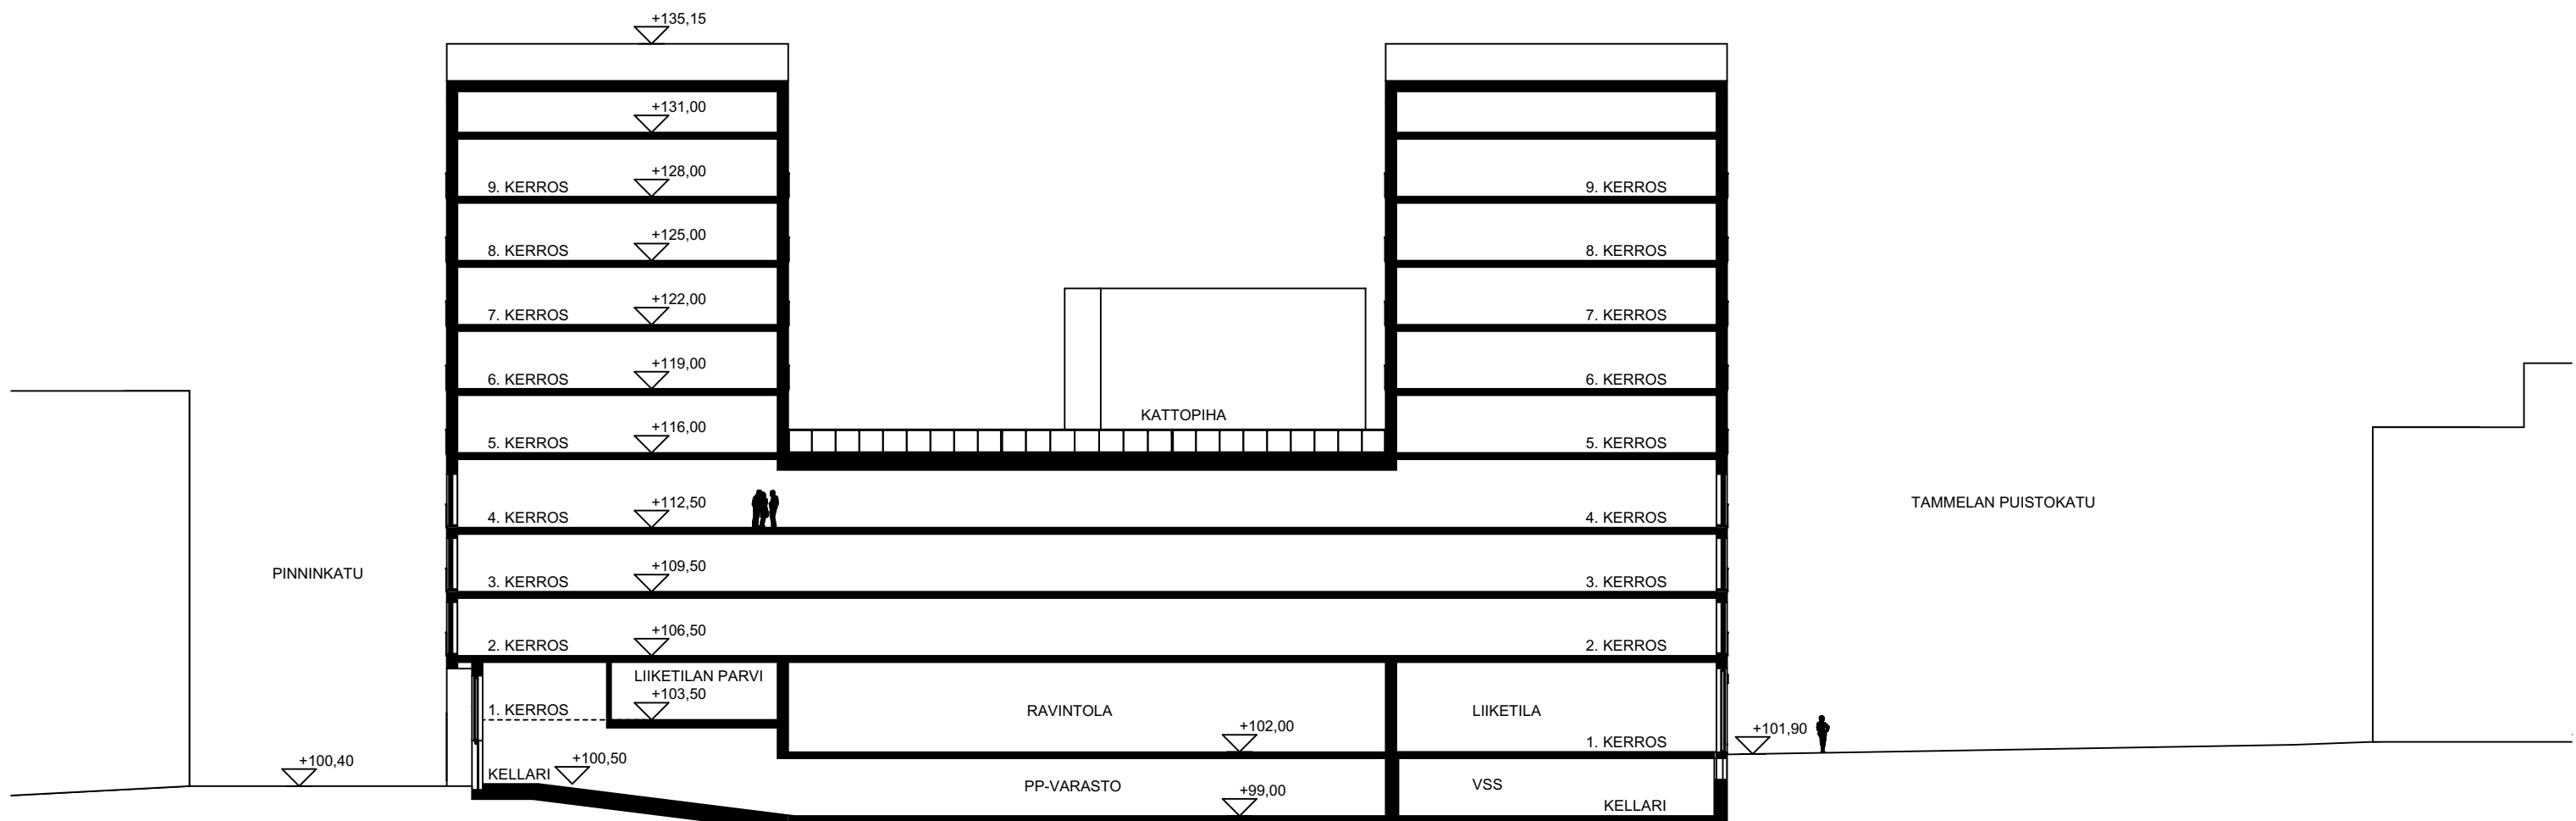 +135,15
+131,00
9. KERROS
+128,00
9. KERROS
8. KERROS
+125,00
8. KERROS
7. KERROS
+122,00
7. KERROS
6. KERROS
+119,00
6. KERROS
KATTOPIHA
5. KERROS
+116,00
5. KERROS
4. KERROS
+112,50
4. KERROS
TAMMELAN PUISTOKATU
PINNINKATU
3. KERROS
+109,50
3. KERROS
2. KERROS
+106,50
2. KERROS
LIIKETILAN PARVI
+103,50
1. KERROS
RAVINTOLA
LIIKETILA
+102,00
1. KERROS
+101,90
+100,40
KELLARI
+100,50
PP-VARASTO
+99,00
VSS
KELLARI